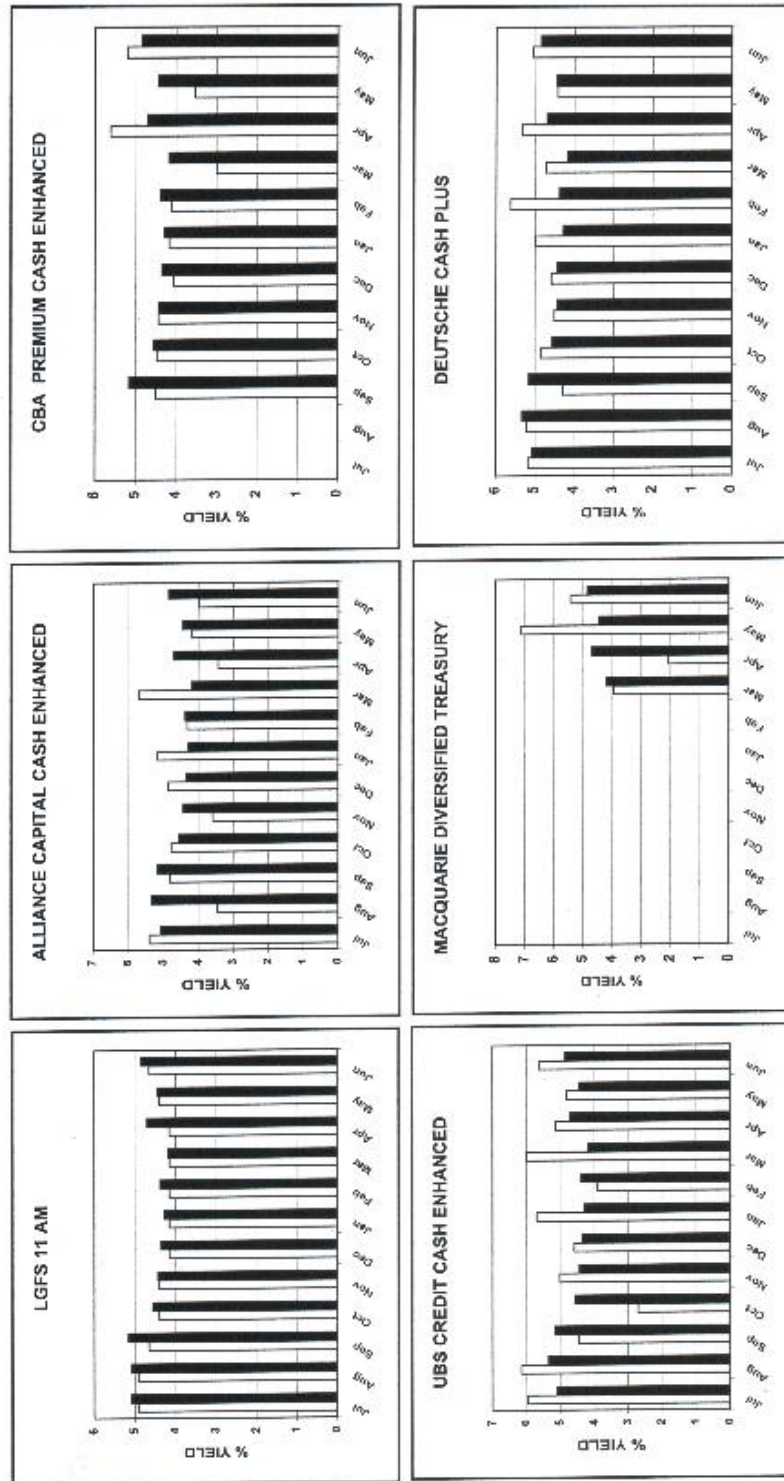 LGFS 11 AM
% YIELD
6
5
4
3
2
1
0
Jul Aug Sep Oct Nov Dec Jan Feb Mar Apr May Jun
ALLIANCE CAPITAL CASH ENHANCED
% YIELD
7
6
5
4
3
2
1
0
Jul Aug Sep Oct Nov Dec Jan Feb Mar Apr May Jun
CBA PREMIUM CASH ENHANCED
% YIELD
6
5
4
3
2
1
0
Jul Aug Sep Oct Nov Dec Jan Feb Mar Apr May Jun
UBS CREDIT CASH ENHANCED
% YIELD
7
6
5
4
3
2
1
0
Jul Aug Sep Oct Nov Dec Jan Feb Mar Apr May Jun
MACQUARIE DIVERSIFIED TREASURY
% YIELD
8
7
6
5
4
3
2
1
0
Jul Aug Sep Oct Nov Dec Jan Feb Mar Apr May Jun
DEUTSCHE CASH PLUS
% YIELD
6
5
4
3
2
1
0
Jul Aug Sep Oct Nov Dec Jan Feb Mar Apr May Jun